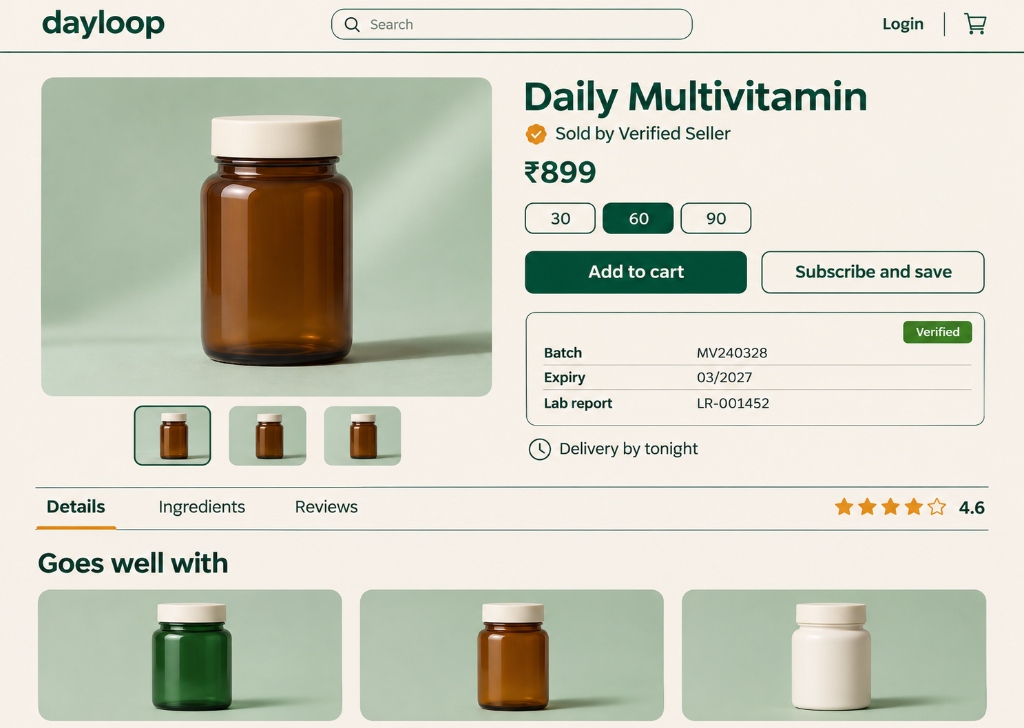 dayloop
Search
Login
Daily Multivitamin
Sold by Verified Seller
₹899
30 60 90
Add to cart Subscribe and save
Verified
Batch MV240328
Expiry 03/2027
Lab report LR-001452
Delivery by tonight
Details Ingredients Reviews 4.6
Goes well with